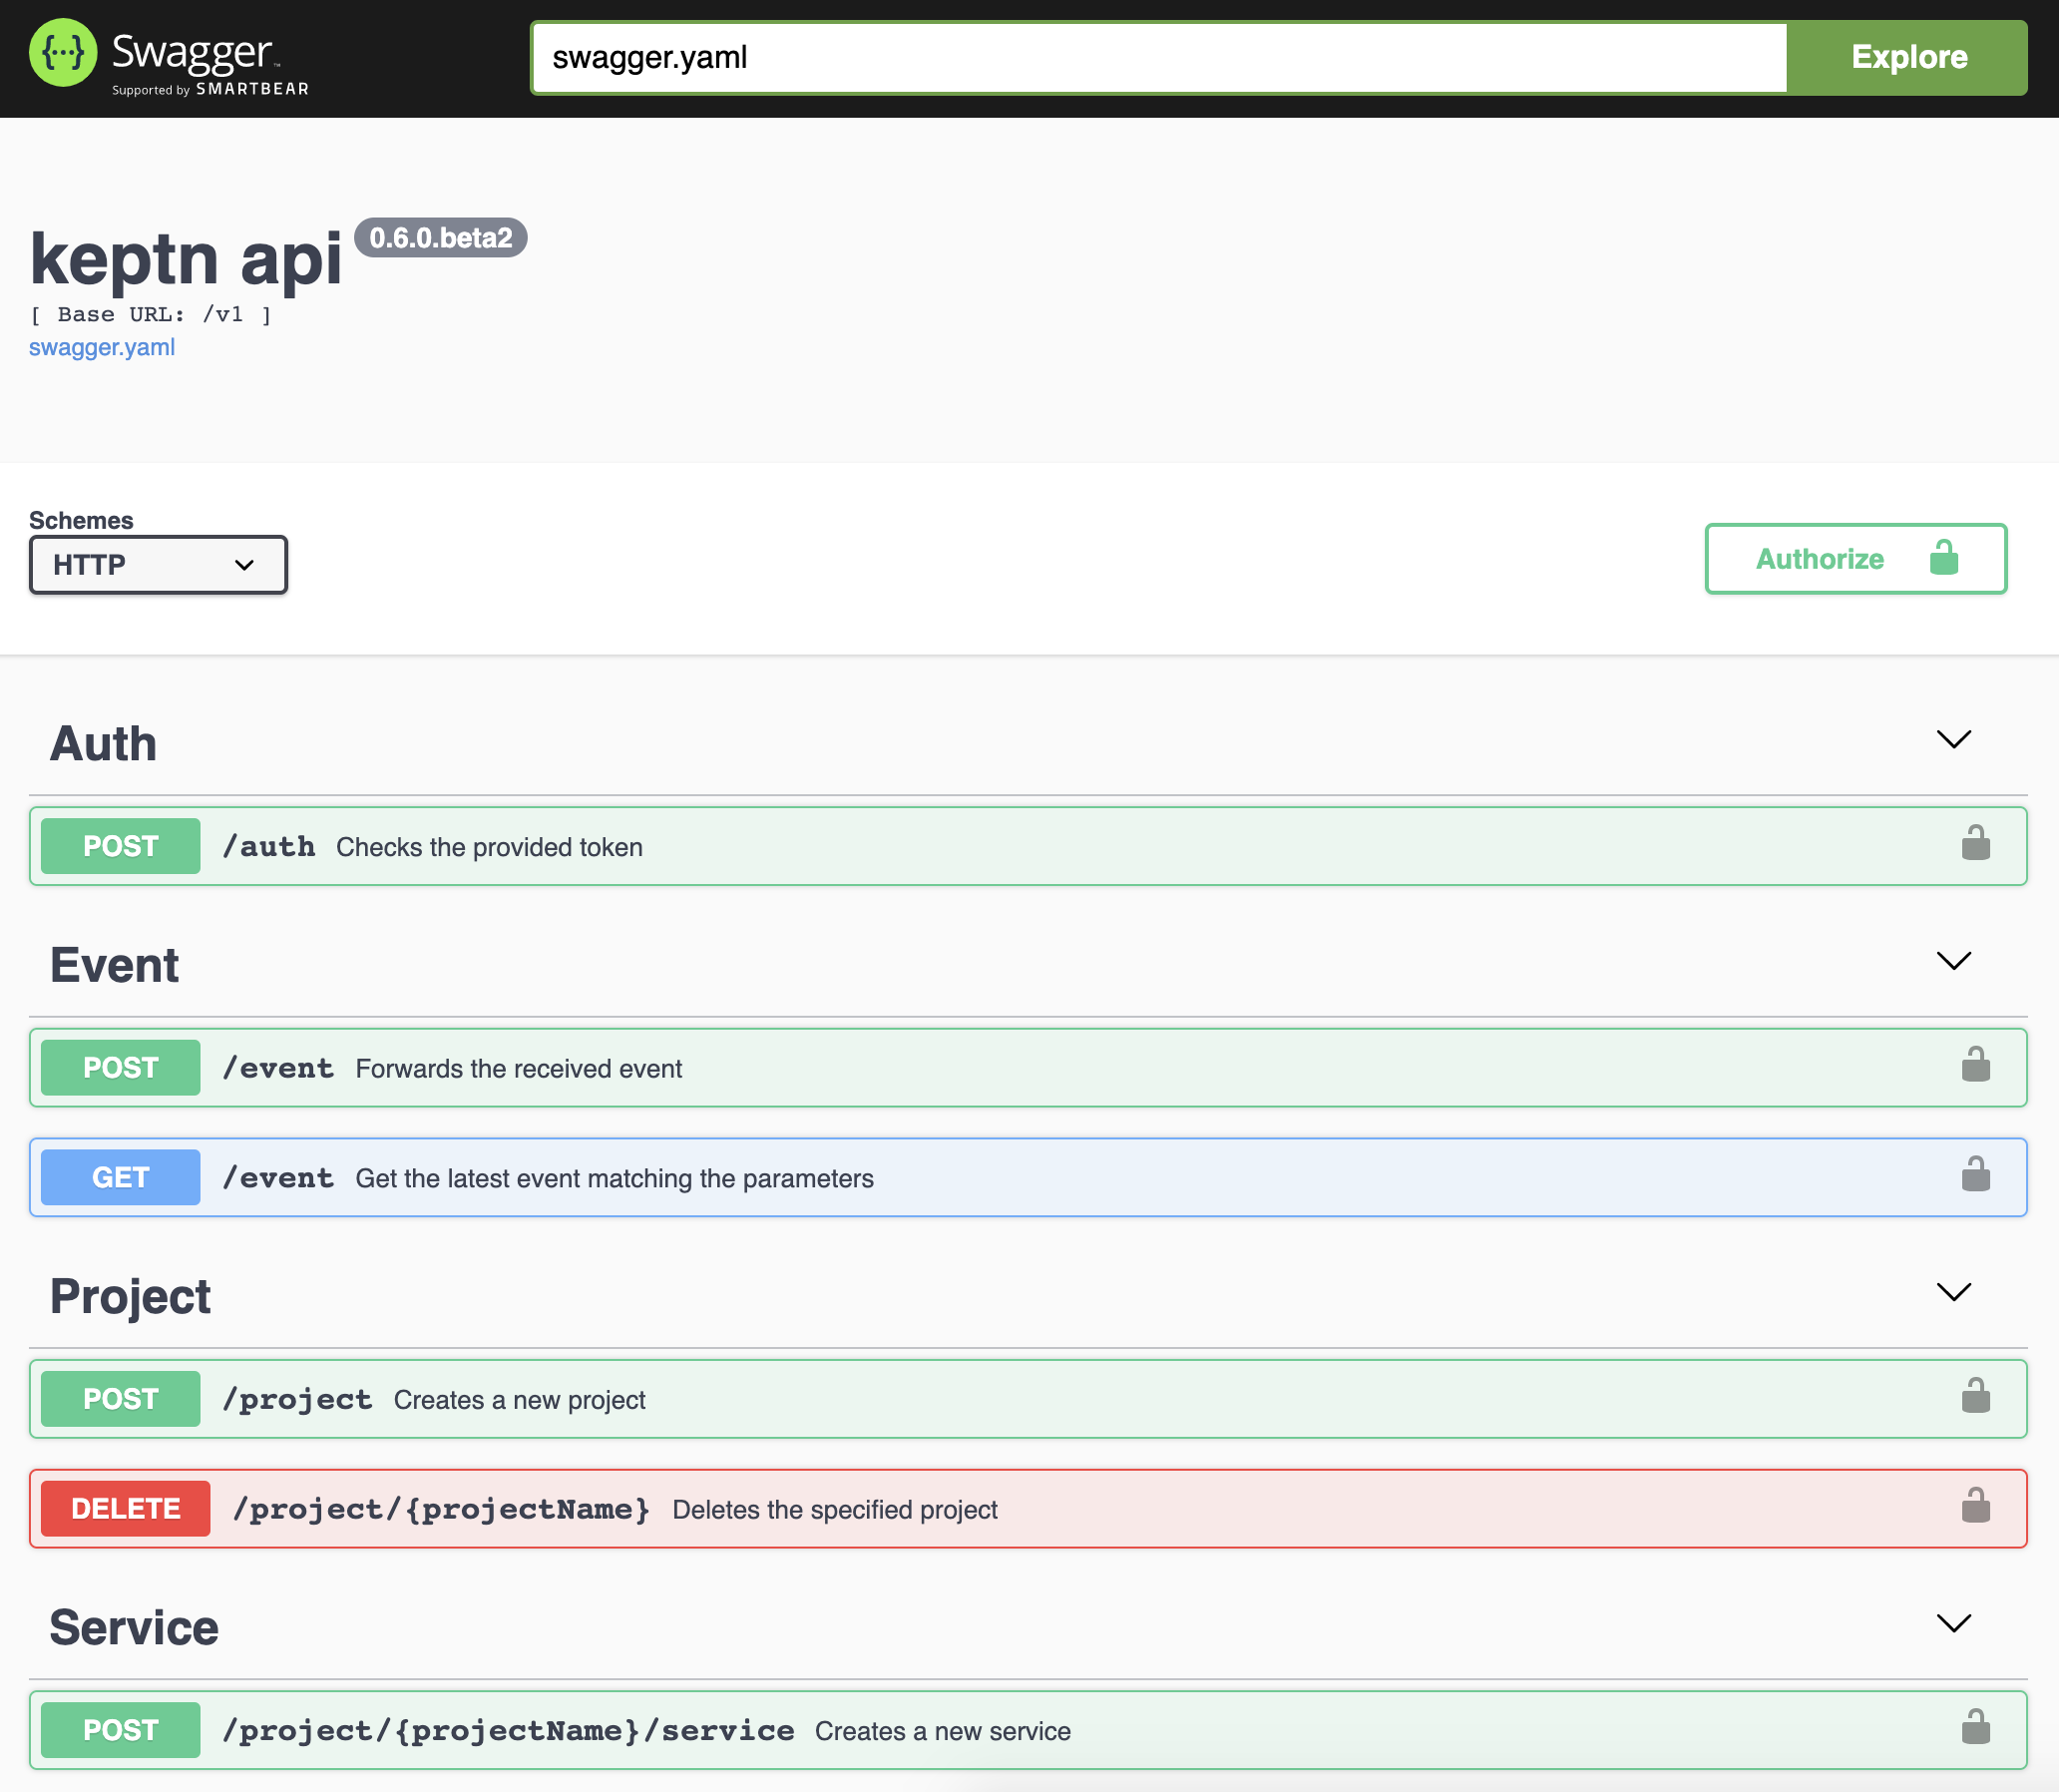 {···} Swagger™
Supported by SMARTBEAR
swagger.yaml
Explore
keptn api 0.6.0.beta2
[ Base URL: /v1 ]
swagger.yaml
Schemes
HTTP
Authorize
Auth
POST /auth Checks the provided token
Event
POST /event Forwards the received event
GET /event Get the latest event matching the parameters
Project
POST /project Creates a new project
DELETE /project/{projectName} Deletes the specified project
Service
POST /project/{projectName}/service Creates a new service